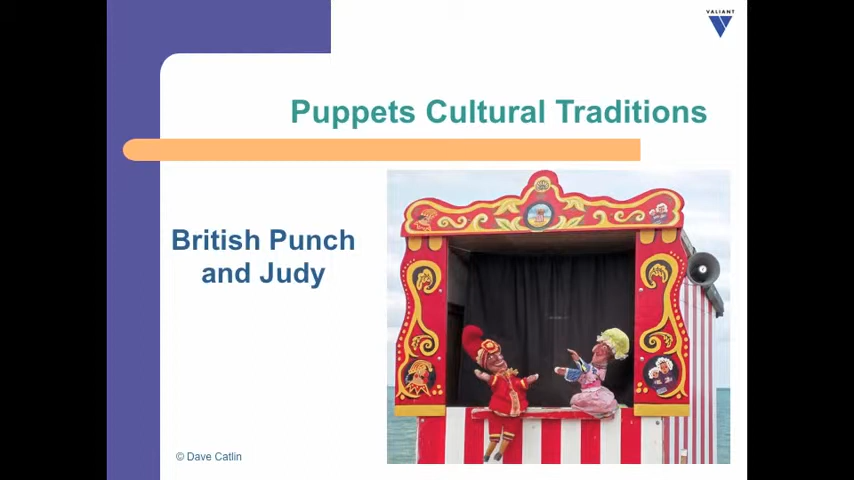 VALIANT
Puppets Cultural Traditions
British Punch
and Judy
© Dave Catlin